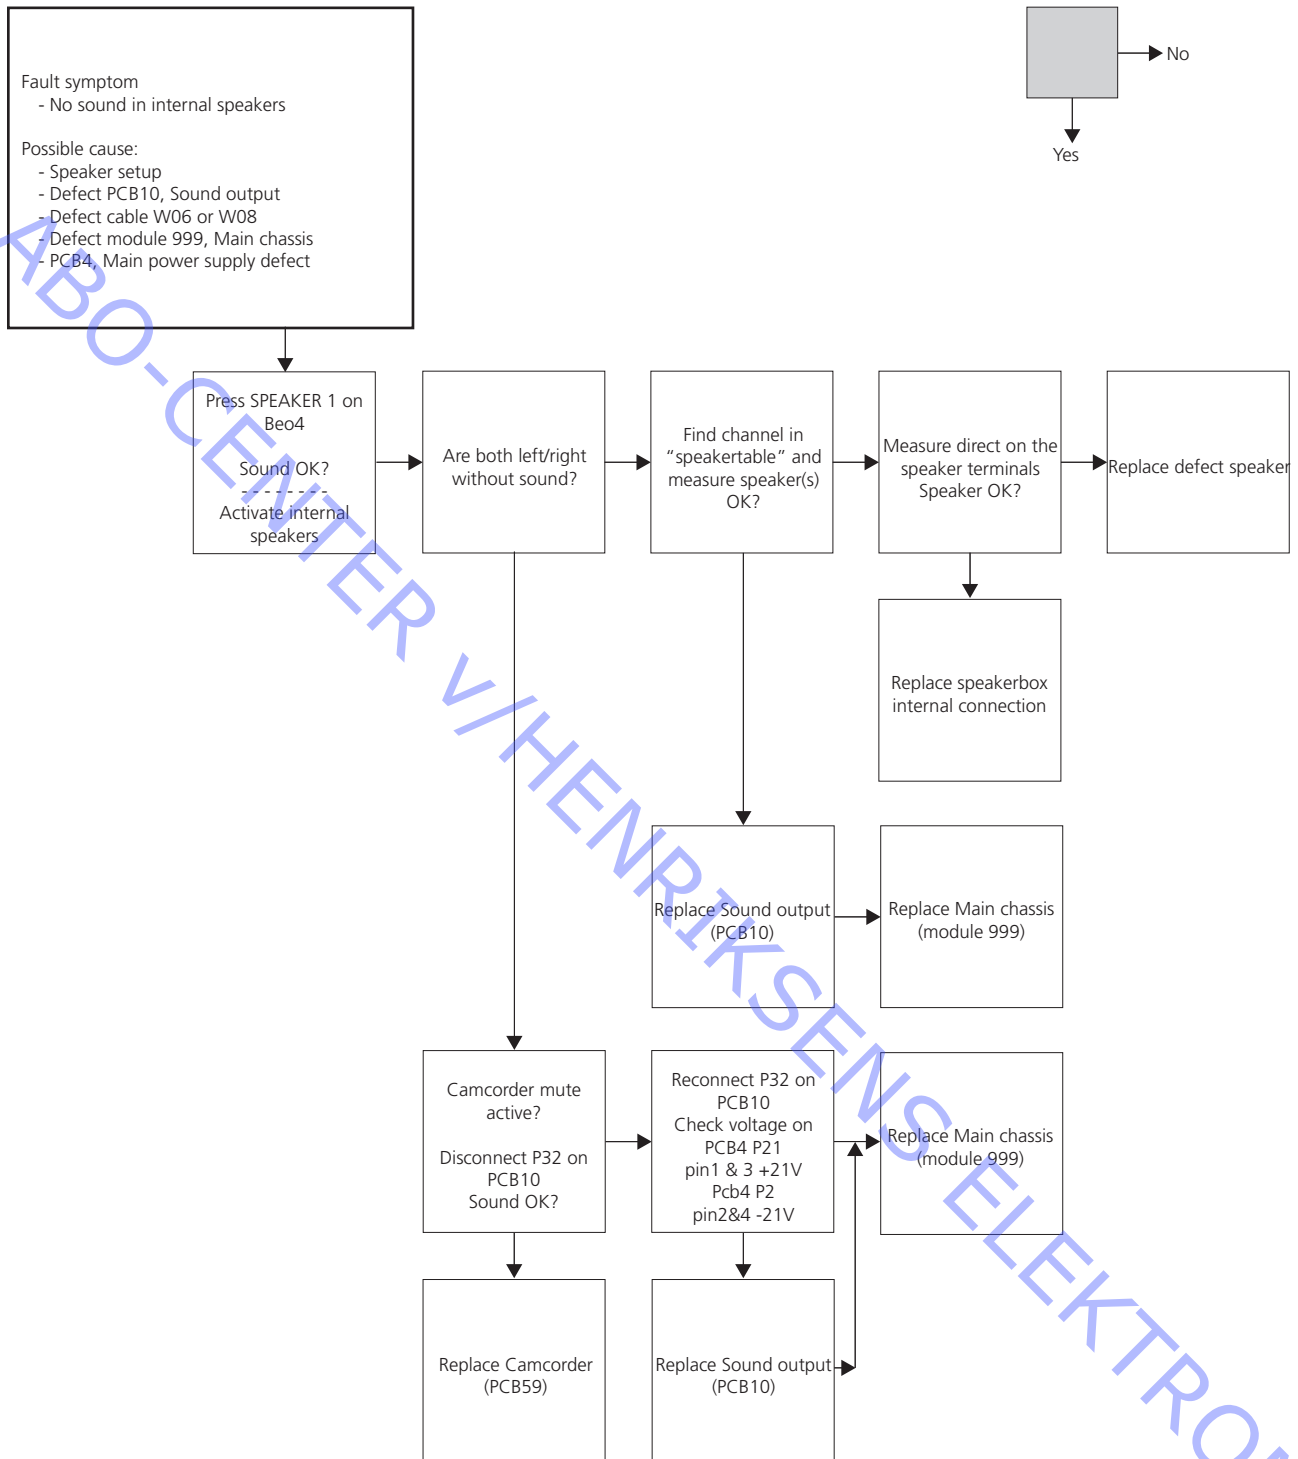 Fault symptom
- No sound in internal speakers
Possible cause:
- Speaker setup
- Defect PCB10, Sound output
- Defect cable W06 or W08
- Defect module 999, Main chassis
- PCB4, Main power supply defect
No
Yes
Press SPEAKER 1 on
Beo4
Sound OK?
- - - - - - - -
Activate internal
speakers
Are both left/right
without sound?
Find channel in
“speakertable” and
measure speaker(s)
OK?
Measure direct on the
speaker terminals
Speaker OK?
Replace defect speaker
Replace speakerbox
internal connection
Replace Sound output
(PCB10)
Replace Main chassis
(module 999)
Camcorder mute
active?
Disconnect P32 on
PCB10
Sound OK?
Reconnect P32 on
PCB10
Check voltage on
PCB4 P21
pin1 & 3 +21V
Pcb4 P2
pin2&4 -21V
Replace Main chassis
(module 999)
Replace Camcorder
(PCB59)
Replace Sound output
(PCB10)
ABO-CENTER v/HENRIKSENS ELEKTRO